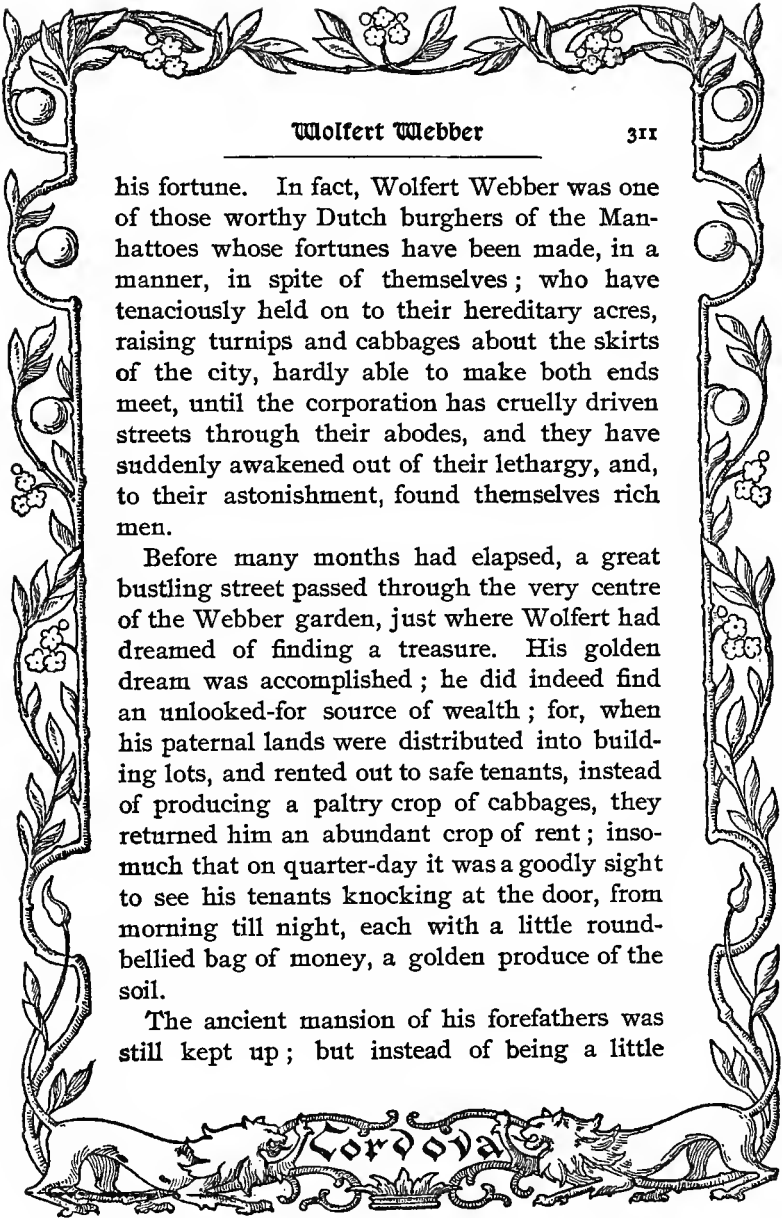 Wolfert Webber 311
his fortune. In fact, Wolfert Webber was one
of those worthy Dutch burghers of the Man-
hattoes whose fortunes have been made, in a
manner, in spite of themselves; who have
tenaciously held on to their hereditary acres,
raising turnips and cabbages about the skirts
of the city, hardly able to make both ends
meet, until the corporation has cruelly driven
streets through their abodes, and they have
suddenly awakened out of their lethargy, and,
to their astonishment, found themselves rich
men.
Before many months had elapsed, a great
bustling street passed through the very centre
of the Webber garden, just where Wolfert had
dreamed of finding a treasure. His golden
dream was accomplished; he did indeed find
an unlooked-for source of wealth; for, when
his paternal lands were distributed into build-
ing lots, and rented out to safe tenants, instead
of producing a paltry crop of cabbages, they
returned him an abundant crop of rent; inso-
much that on quarter-day it was a goodly sight
to see his tenants knocking at the door, from
morning till night, each with a little round-
bellied bag of money, a golden produce of the
soil.
The ancient mansion of his forefathers was
still kept up; but instead of being a little
Cordova